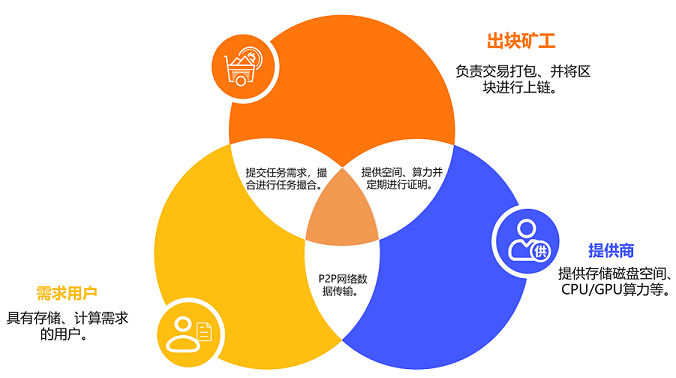 出块矿工
负责交易打包、并将区
块进行上链。
提交任务需求，撮
合进行任务撮合。
提供空间、算力并
定期进行证明。
供
提供商
提供存储磁盘空间、
CPU/GPU算力等。
P2P网络数
据传输。
需求用户
具有存储、计算需求
的用户。